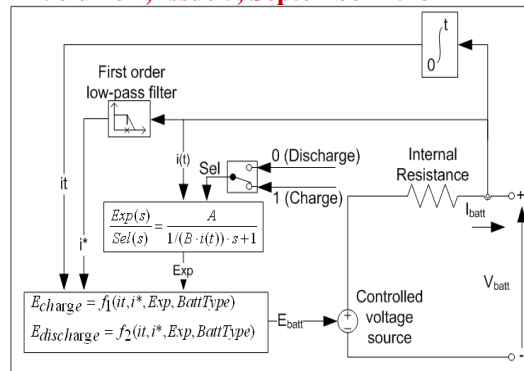 t
∫
0
First order
low-pass filter
i(t)
Sel
0 (Discharge)
1 (Charge)
Internal
Resistance
+
I_batt
it
i*
Exp(s)/Sel(s) = A/(1/(B·i(t))·s+1)
Exp
V_batt
E_charge = f_1(it,i*,Exp,BattType)
E_discharge = f_2(it,i*,Exp,BattType)
E_batt
+
-
Controlled
voltage
source
-